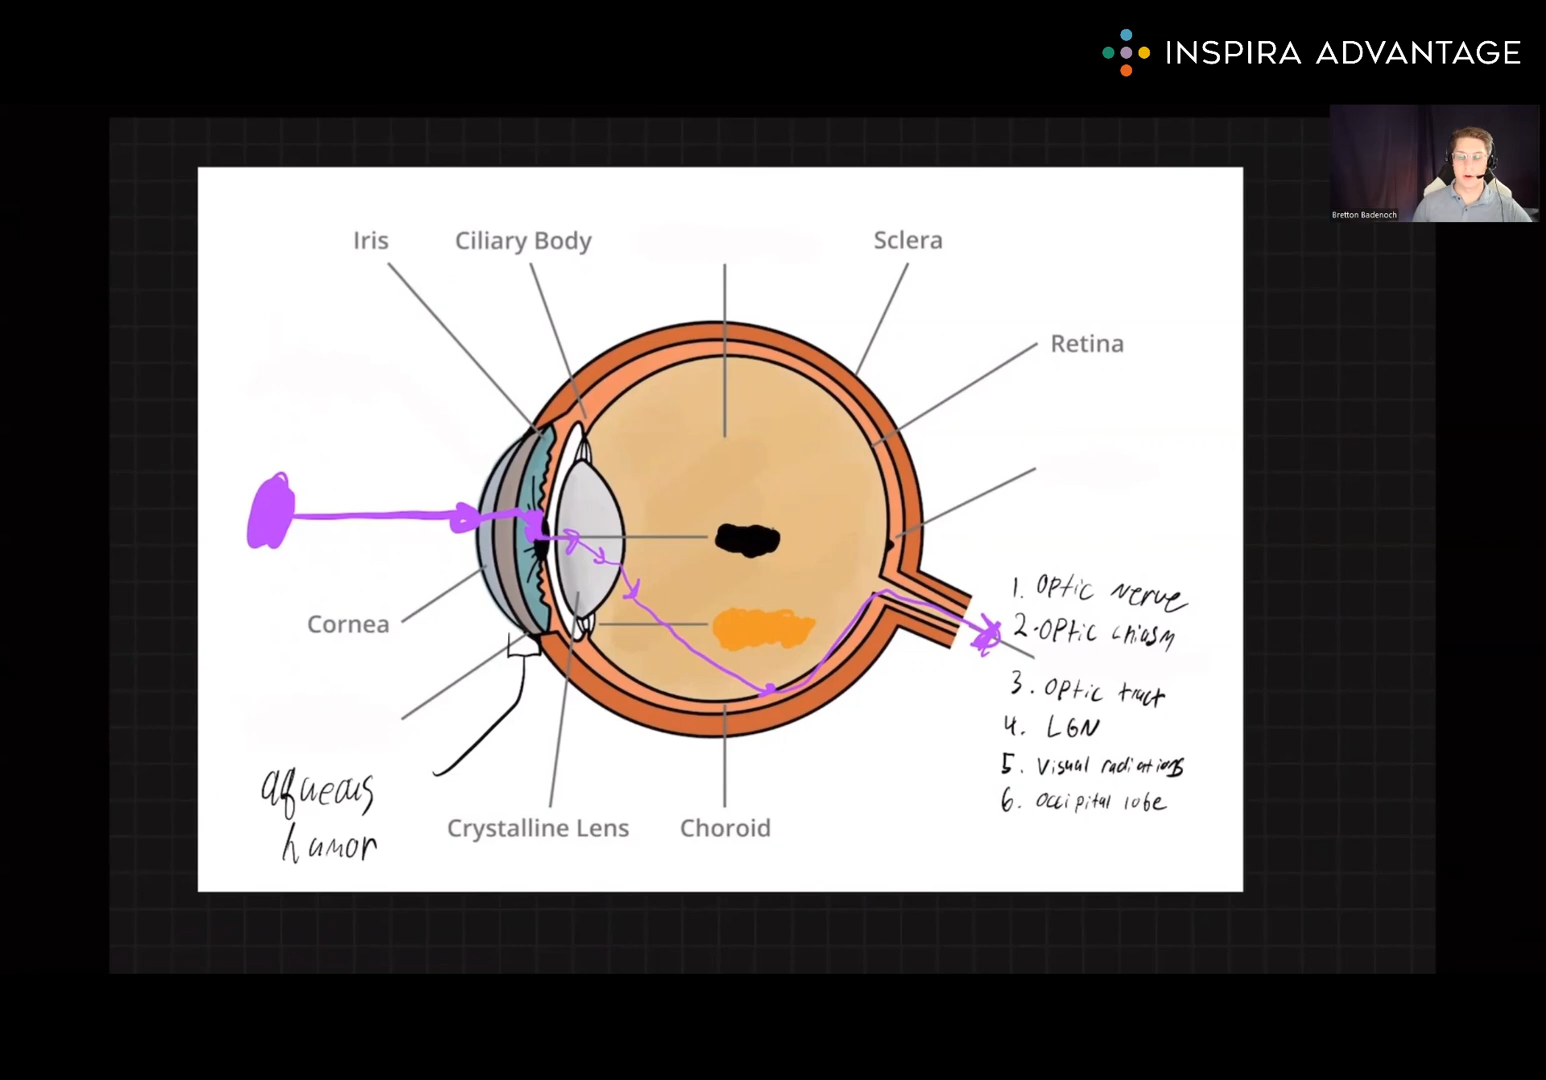 INSPIRA ADVANTAGE
Bretton Badenoch
Iris
Ciliary Body
Sclera
Retina
Cornea
1. Optic nerve
2. Optic chiasm
3. Optic tract
4. LGN
5. Visual radiations
6. Occipital lobe
aqueous
humor
Crystalline Lens
Choroid